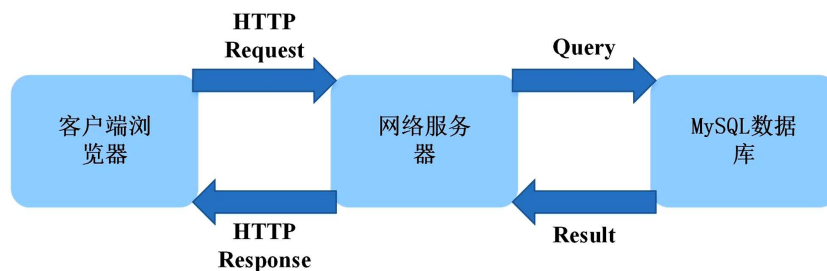 HTTP
Request
Query
客户端浏
览器
网络服务
器
MySQL数据
库
HTTP
Response
Result